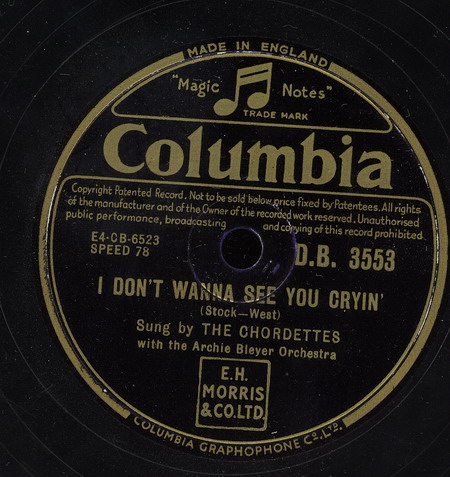 MADE IN ENGLAND
"Magic Notes"
TRADE MARK
Columbia
Copyright Patented Record. Not to be sold below price fixed by Patentees. All rights
of the manufacturer and of the Owner of the recorded work reserved. Unauthorised
public performance, broadcasting and copying of this record prohibited
E4-CB-6523
SPEED 78
D.B. 3553
I DON'T WANNA SEE YOU CRYIN'
(Stock—West)
Sung by THE CHORDETTES
with the Archie Bleyer Orchestra
E.H.
MORRIS
& CO. LTD.
COLUMBIA GRAPHOPHONE CO. LTD.